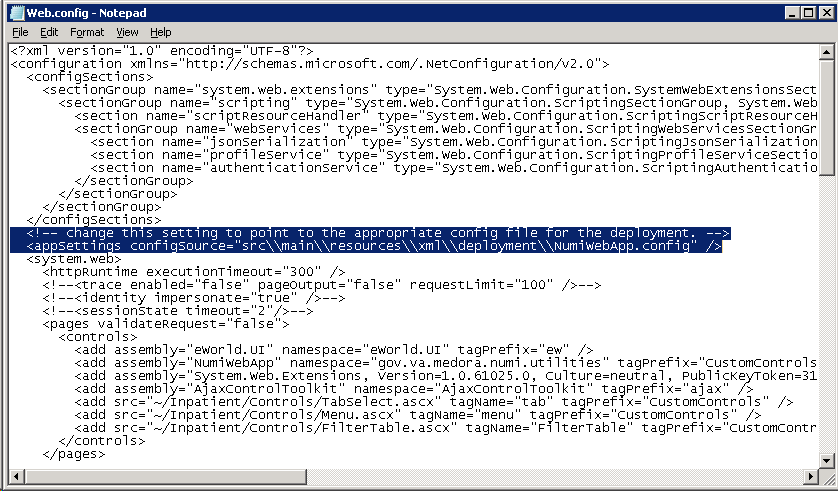 Web.config - Notepad
File Edit Format View Help
<?xml version="1.0" encoding="UTF-8"?>
<configuration xmlns="http://schemas.microsoft.com/.NetConfiguration/v2.0">
<configSections>
<sectionGroup name="system.web.extensions" type="System.Web.Configuration.SystemWebExtensionsSect
<sectionGroup name="scripting" type="System.Web.Configuration.ScriptingSectionGroup, System.Web
<section name="scriptResourceHandler" type="System.Web.Configuration.ScriptingScriptResourceH
<sectionGroup name="webServices" type="System.Web.Configuration.ScriptingWebServicesSectionGr
<section name="jsonSerialization" type="System.Web.Configuration.ScriptingJsonSerialization
<section name="profileService" type="System.Web.Configuration.ScriptingProfileServiceSectio
<section name="authenticationService" type="System.Web.Configuration.ScriptingAuthenticatio
</sectionGroup>
</sectionGroup>
</sectionGroup>
</configSections>
<!-- change this setting to point to the appropriate config file for the deployment. -->
<appSettings configSource="src\\main\\resources\\xml\\deployment\\NumiWebApp.config" />
<system.web>
<httpRuntime executionTimeout="300" />
<!--<trace enabled="false" pageOutput="false" requestLimit="100" />-->
<!--<identity impersonate="true" />-->
<!--<sessionState timeout="2"/>-->
<pages validateRequest="false">
<controls>
<add assembly="eWorld.UI" namespace="eWorld.UI" tagPrefix="ew" />
<add assembly="NumiWebApp" namespace="gov.va.medora.numi.utilities" tagPrefix="CustomControls
<add assembly="System.Web.Extensions, Version=1.0.61025.0, Culture=neutral, PublicKeyToken=31
<add assembly="AjaxControlToolkit" namespace="AjaxControlToolkit" tagPrefix="ajax" />
<add src="~/Inpatient/Controls/TabSelect.ascx" tagName="tab" tagPrefix="CustomControls" />
<add src="~/Inpatient/Controls/Menu.ascx" tagName="menu" tagPrefix="CustomControls" />
<add src="~/Inpatient/Controls/FilterTable.ascx" tagName="FilterTable" tagPrefix="CustomContr
</controls>
</pages>